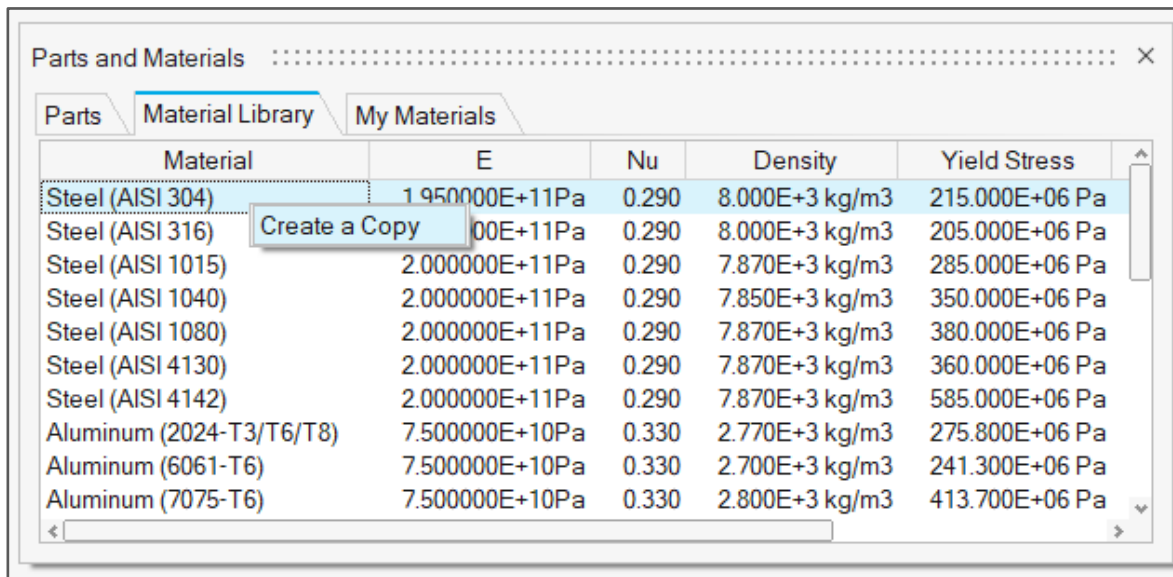 Parts and Materials
Parts Material Library My Materials
Material E Nu Density Yield Stress
Steel (AISI 304) 1.950000E+11Pa 0.290 8.000E+3 kg/m3 215.000E+06 Pa
Create a Copy
Steel (AISI 316) 00E+11Pa 0.290 8.000E+3 kg/m3 205.000E+06 Pa
Steel (AISI 1015) 2.000000E+11Pa 0.290 7.870E+3 kg/m3 285.000E+06 Pa
Steel (AISI 1040) 2.000000E+11Pa 0.290 7.850E+3 kg/m3 350.000E+06 Pa
Steel (AISI 1080) 2.000000E+11Pa 0.290 7.870E+3 kg/m3 380.000E+06 Pa
Steel (AISI 4130) 2.000000E+11Pa 0.290 7.870E+3 kg/m3 360.000E+06 Pa
Steel (AISI 4142) 2.000000E+11Pa 0.290 7.870E+3 kg/m3 585.000E+06 Pa
Aluminum (2024-T3/T6/T8) 7.500000E+10Pa 0.330 2.770E+3 kg/m3 275.800E+06 Pa
Aluminum (6061-T6) 7.500000E+10Pa 0.330 2.700E+3 kg/m3 241.300E+06 Pa
Aluminum (7075-T6) 7.500000E+10Pa 0.330 2.800E+3 kg/m3 413.700E+06 Pa